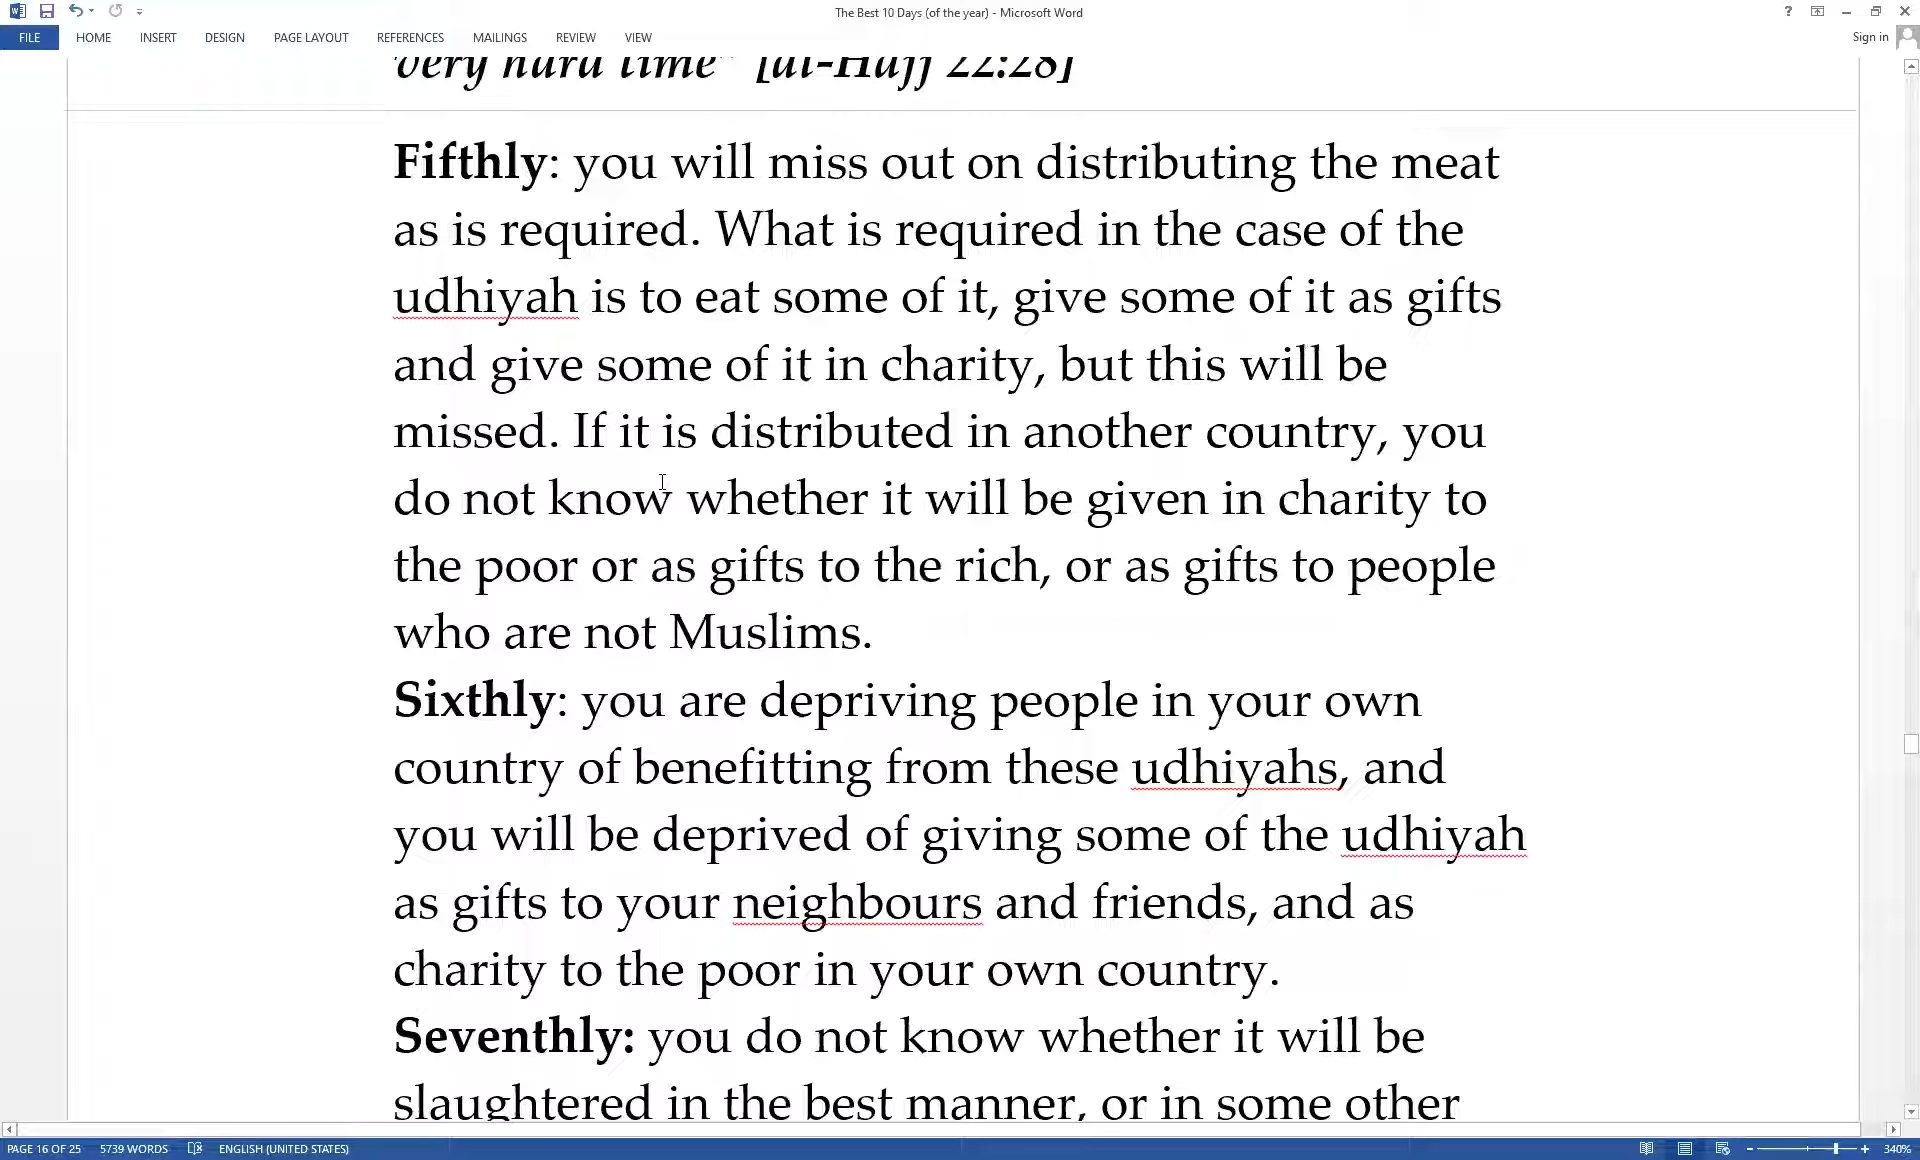 The Best 10 Days (of the year) - Microsoft Word
?
FILE HOME INSERT DESIGN PAGE LAYOUT REFERENCES MAILINGS REVIEW VIEW Sign in
very hard time" [al-Hajj 22:28]
Fifthly: you will miss out on distributing the meat
as is required. What is required in the case of the
udhiyah is to eat some of it, give some of it as gifts
and give some of it in charity, but this will be
missed. If it is distributed in another country, you
do not know whether it will be given in charity to
the poor or as gifts to the rich, or as gifts to people
who are not Muslims.
Sixthly: you are depriving people in your own
country of benefitting from these udhiyahs, and
you will be deprived of giving some of the udhiyah
as gifts to your neighbours and friends, and as
charity to the poor in your own country.
Seventhly: you do not know whether it will be
slaughtered in the best manner, or in some other
PAGE 16 OF 25 5739 WORDS ENGLISH (UNITED STATES) 340%